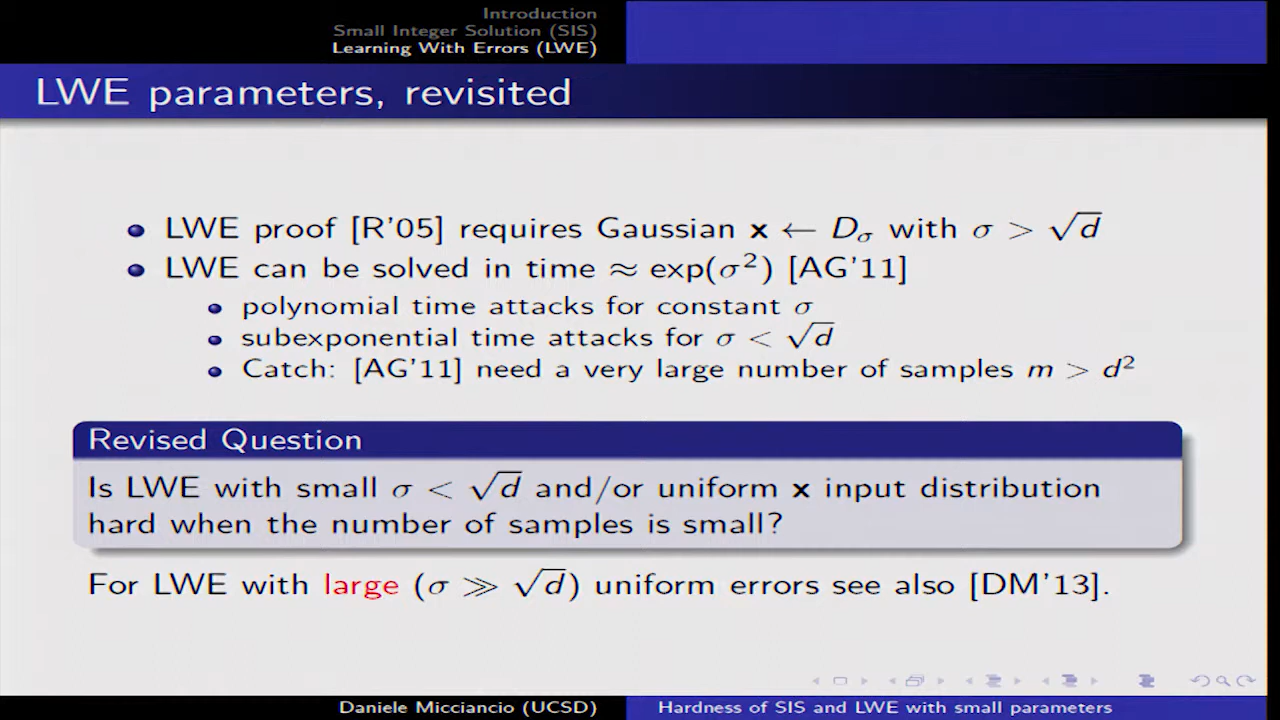 Introduction
Small Integer Solution (SIS)
Learning With Errors (LWE)
LWE parameters, revisited
LWE proof [R'05] requires Gaussian x ← Dσ with σ > √d
LWE can be solved in time ≈ exp(σ²) [AG'11]
polynomial time attacks for constant σ
subexponential time attacks for σ < √d
Catch: [AG'11] need a very large number of samples m > d²
Revised Question
Is LWE with small σ < √d and/or uniform x input distribution
hard when the number of samples is small?
For LWE with large (σ ≫ √d) uniform errors see also [DM'13].
Daniele Micciancio (UCSD)
Hardness of SIS and LWE with small parameters